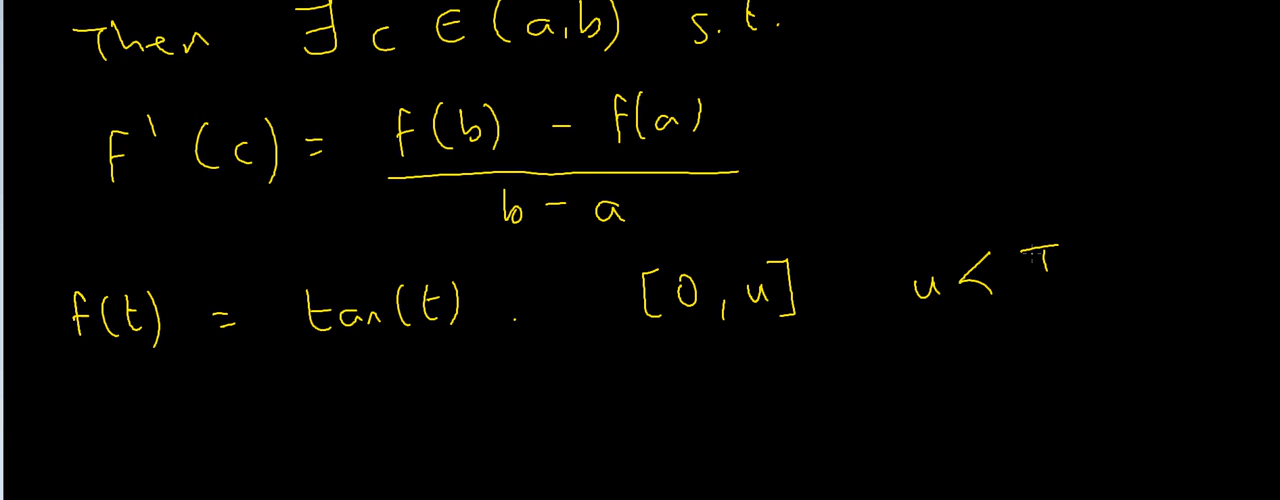 Then ∃ c ∈ (a,b) s.t.
f'(c) = f(b) - f(a)
b - a
f(t) = tan(t). [0, u] u <